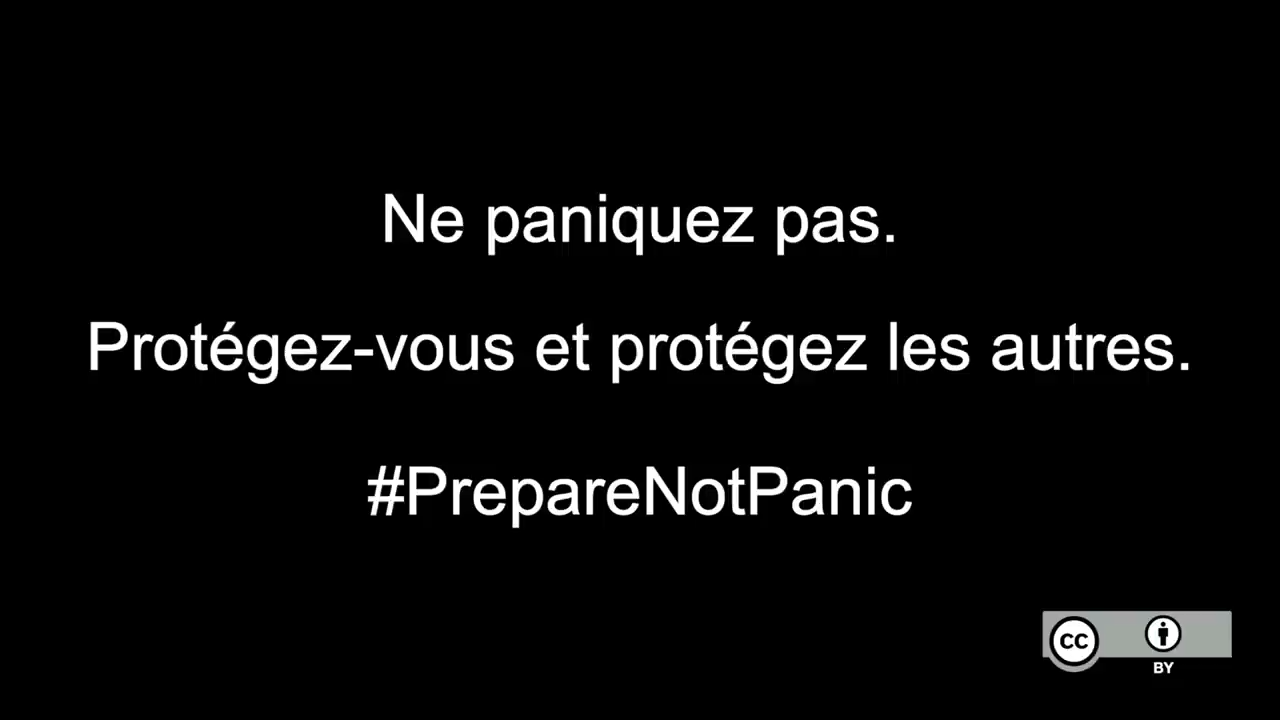 Ne paniquez pas.
Protégez-vous et protégez les autres.
#PrepareNotPanic
cc
BY